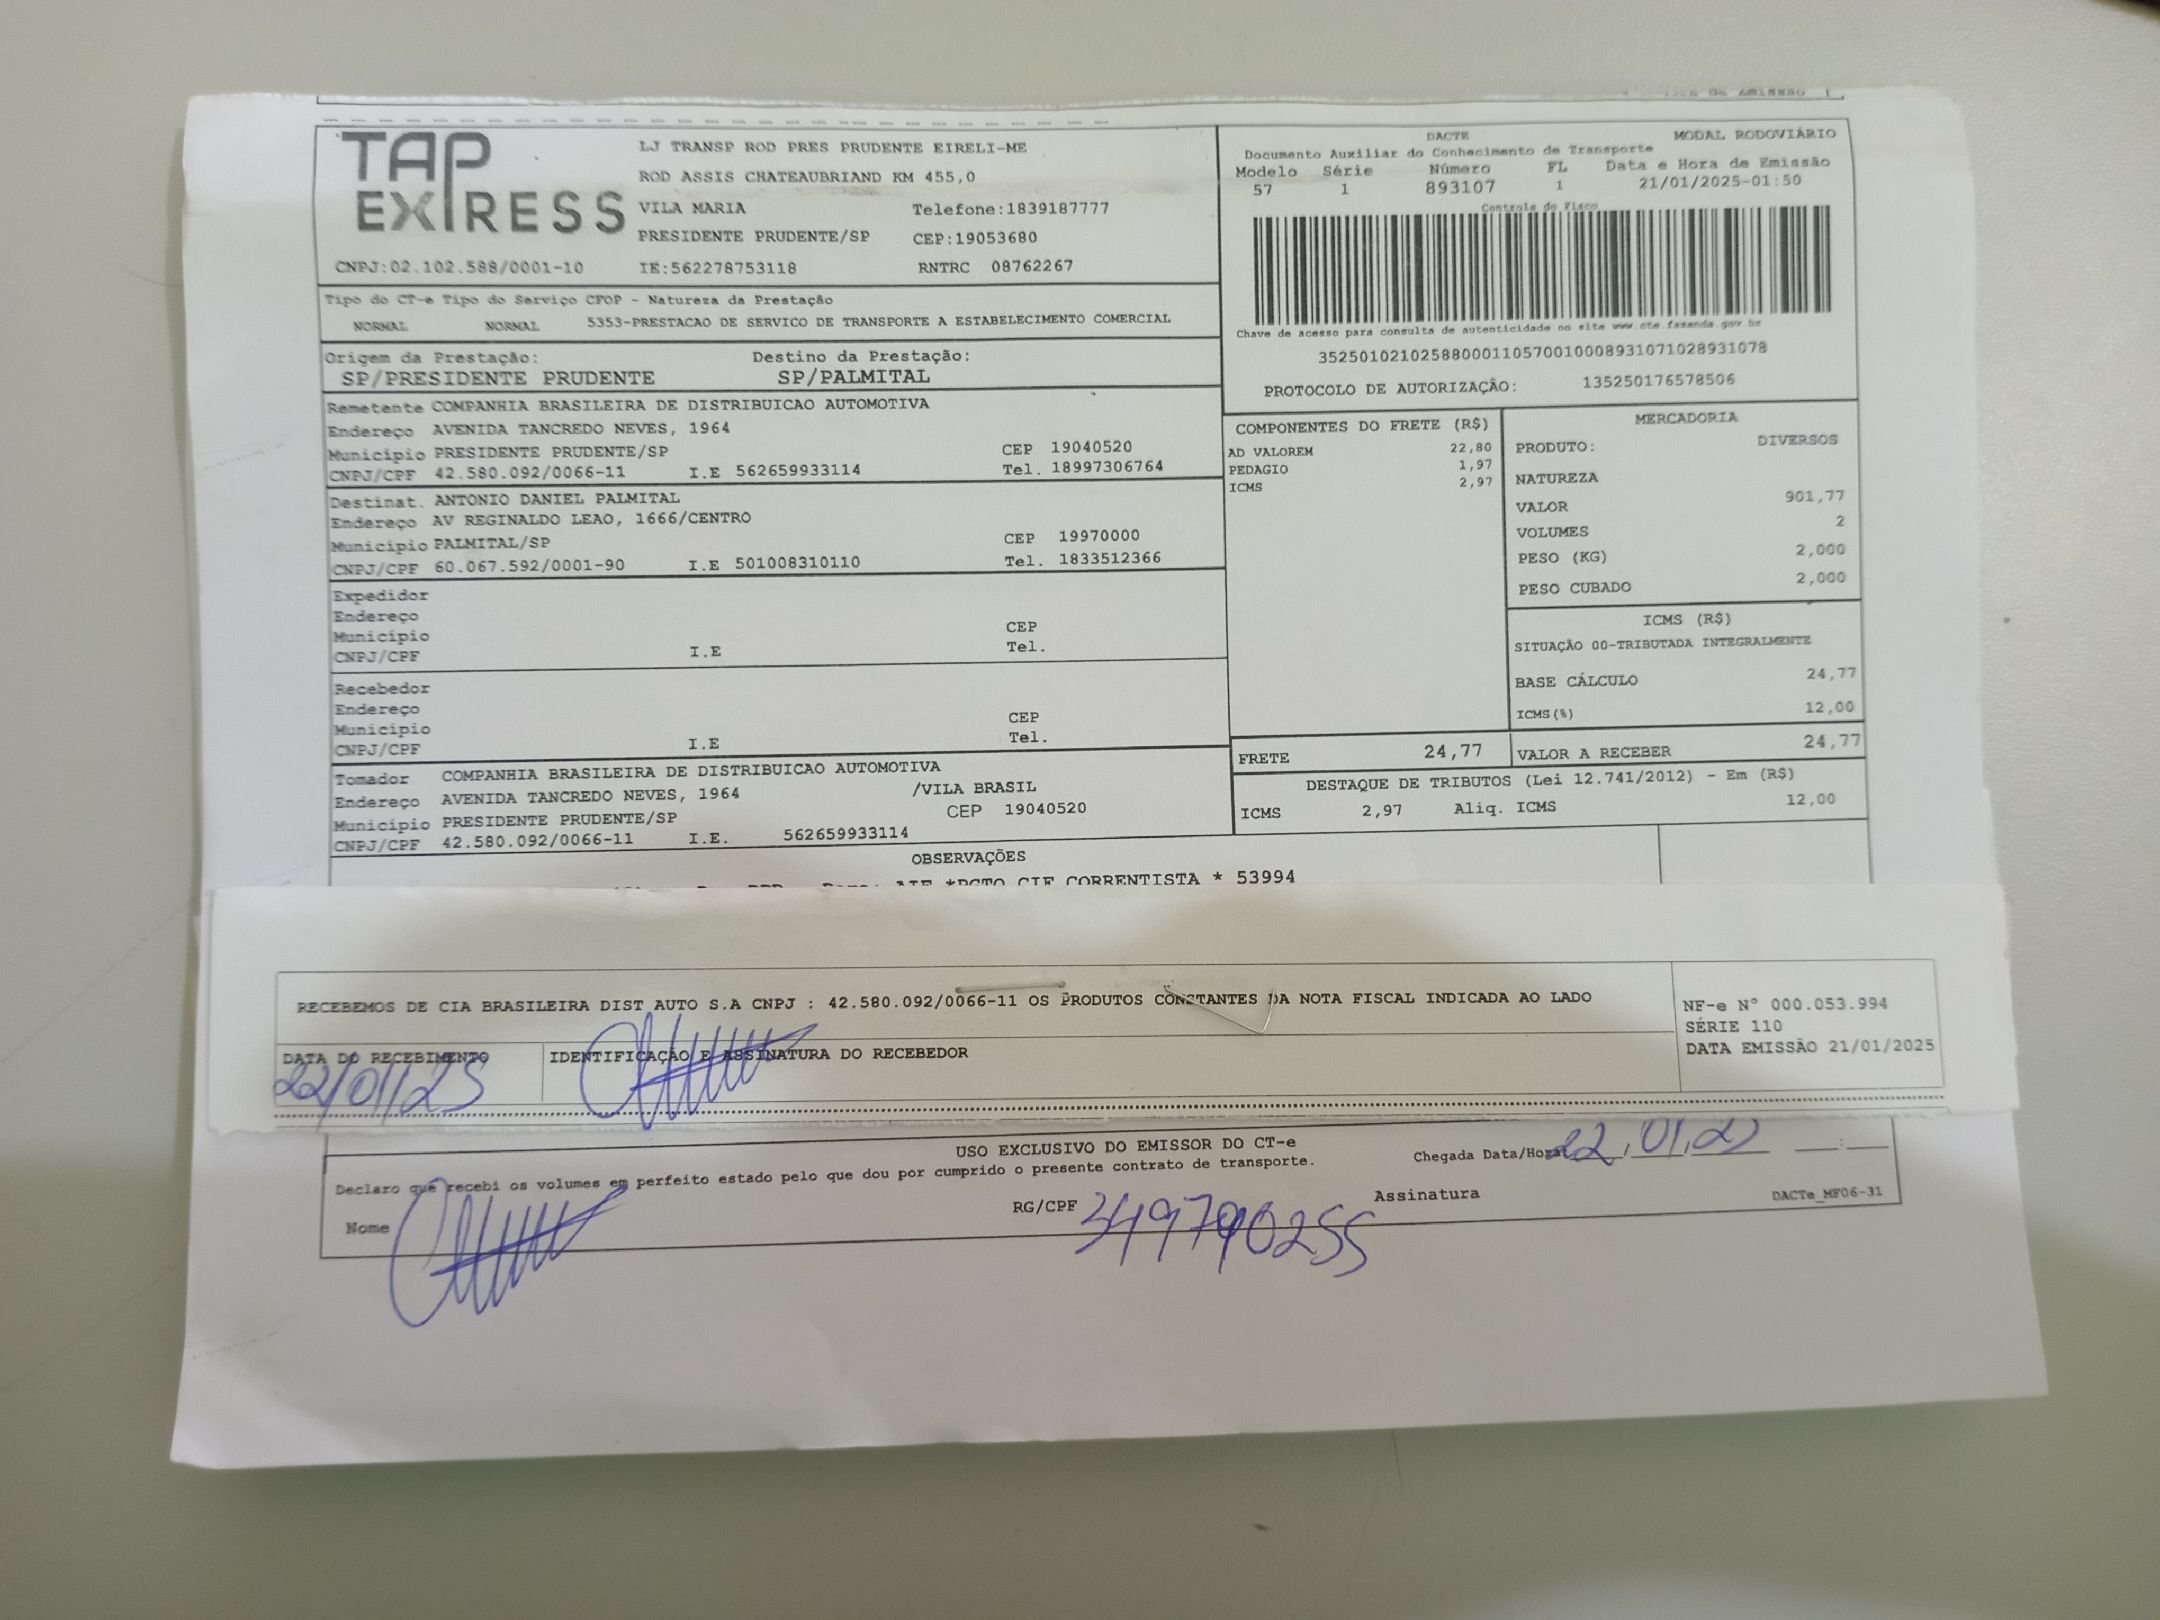 TAP EXPRESS
LJ TRANSP ROD PRES PRUDENTE EIRELI-ME
ROD ASSIS CHATEAUBRIAND KM 455,0
VILA MARIA Telefone:1839187777
PRESIDENTE PRUDENTE/SP CEP:19053680
CNPJ:02.102.588/0001-10 IE:562278753118 RNTRC 08762267
DACTE MODAL RODOVIÁRIO
Documento Auxiliar do Conhecimento de Transporte
Modelo Série Número FL Data e Hora de Emissão
57 1 893107 1 21/01/2025-01:50
Controle do Fisco
Chave de acesso para consulta de autenticidade no site www.cte.fazenda.gov.br
35250102102588000110570010008931071028931078
PROTOCOLO DE AUTORIZAÇÃO: 135250176578506
Tipo do CT-e Tipo do Serviço CFOP - Natureza da Prestação
NORMAL NORMAL 5353-PRESTACAO DE SERVICO DE TRANSPORTE A ESTABELECIMENTO COMERCIAL
Origem da Prestação: Destino da Prestação:
SP/PRESIDENTE PRUDENTE SP/PALMITAL
Remetente COMPANHIA BRASILEIRA DE DISTRIBUICAO AUTOMOTIVA
Endereço AVENIDA TANCREDO NEVES, 1964
Município PRESIDENTE PRUDENTE/SP CEP 19040520
CNPJ/CPF 42.580.092/0066-11 I.E 562659933114 Tel. 18997306764
Destinat. ANTONIO DANIEL PALMITAL
Endereço AV REGINALDO LEAO, 1666/CENTRO
Município PALMITAL/SP CEP 19970000
CNPJ/CPF 60.067.592/0001-90 I.E 501008310110 Tel. 1833512366
Expedidor
Endereço
Município CEP
CNPJ/CPF I.E Tel.
Recebedor
Endereço
Município CEP
CNPJ/CPF I.E Tel.
Tomador COMPANHIA BRASILEIRA DE DISTRIBUICAO AUTOMOTIVA
Endereço AVENIDA TANCREDO NEVES, 1964 /VILA BRASIL
Município PRESIDENTE PRUDENTE/SP CEP 19040520
CNPJ/CPF 42.580.092/0066-11 I.E. 562659933114
COMPONENTES DO FRETE (R$)
AD VALOREM 22,80
PEDAGIO 1,97
ICMS 2,97
MERCADORIA
PRODUTO: DIVERSOS
NATUREZA
VALOR 901,77
VOLUMES 2
PESO (KG) 2,000
PESO CUBADO 2,000
ICMS (R$)
SITUAÇÃO 00-TRIBUTADA INTEGRALMENTE
BASE CÁLCULO 24,77
ICMS(%) 12,00
FRETE 24,77 VALOR A RECEBER 24,77
DESTAQUE DE TRIBUTOS (Lei 12.741/2012) - Em (R$)
ICMS 2,97 Aliq. ICMS 12,00
OBSERVAÇÕES
*PGTO CIF CORRENTISTA * 53994
RECEBEMOS DE CIA BRASILEIRA DIST AUTO S.A CNPJ : 42.580.092/0066-11 OS PRODUTOS CONSTANTES DA NOTA FISCAL INDICADA AO LADO
DATA DO RECEBIMENTO IDENTIFICAÇÃO E ASSINATURA DO RECEBEDOR
22/01/25
NF-e N° 000.053.994
SÉRIE 110
DATA EMISSÃO 21/01/2025
USO EXCLUSIVO DO EMISSOR DO CT-e
Declaro que recebi os volumes em perfeito estado pelo que dou por cumprido o presente contrato de transporte.
Chegada Data/Hora: 22/01/
Nome RG/CPF 349790255 Assinatura DACTe_MF06-31